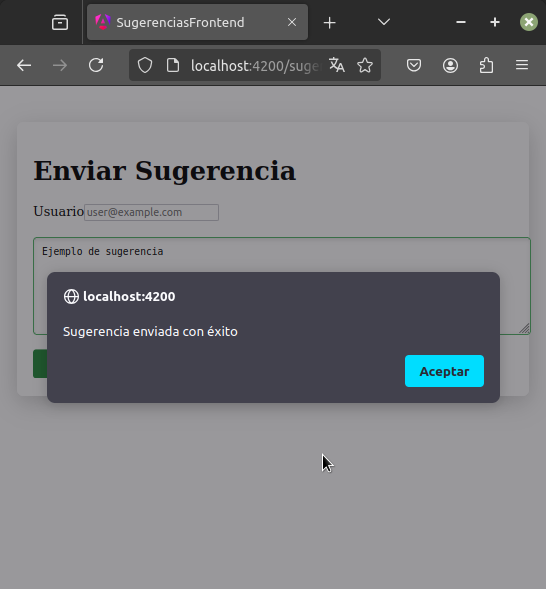 SugerenciasFrontend
localhost:4200/suge
Enviar Sugerencia
Usuario user@example.com
Ejemplo de sugerencia
localhost:4200
Sugerencia enviada con éxito
Aceptar